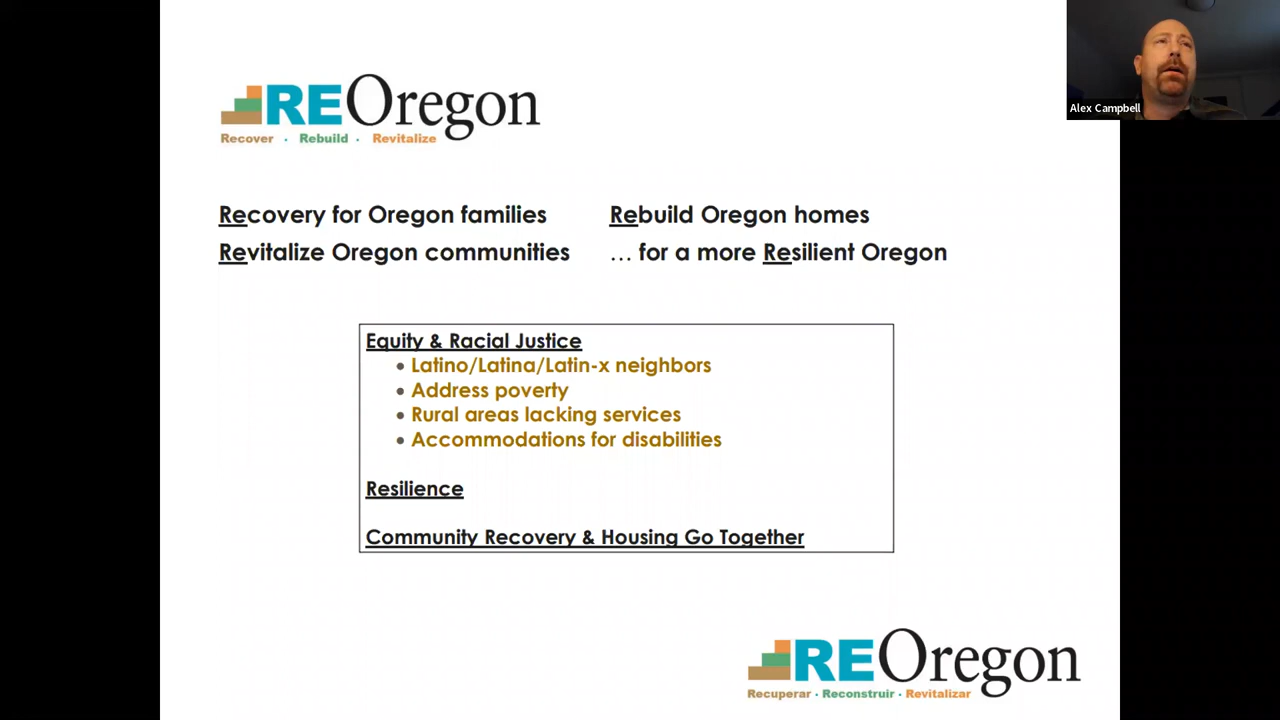 REOregon
Recover · Rebuild · Revitalize
Alex Campbell
Recovery for Oregon families
Rebuild Oregon homes
Revitalize Oregon communities
… for a more Resilient Oregon
Equity & Racial Justice
• Latino/Latina/Latin-x neighbors
• Address poverty
• Rural areas lacking services
• Accommodations for disabilities
Resilience
Community Recovery & Housing Go Together
REOregon
Recuperar · Reconstruir · Revitalizar